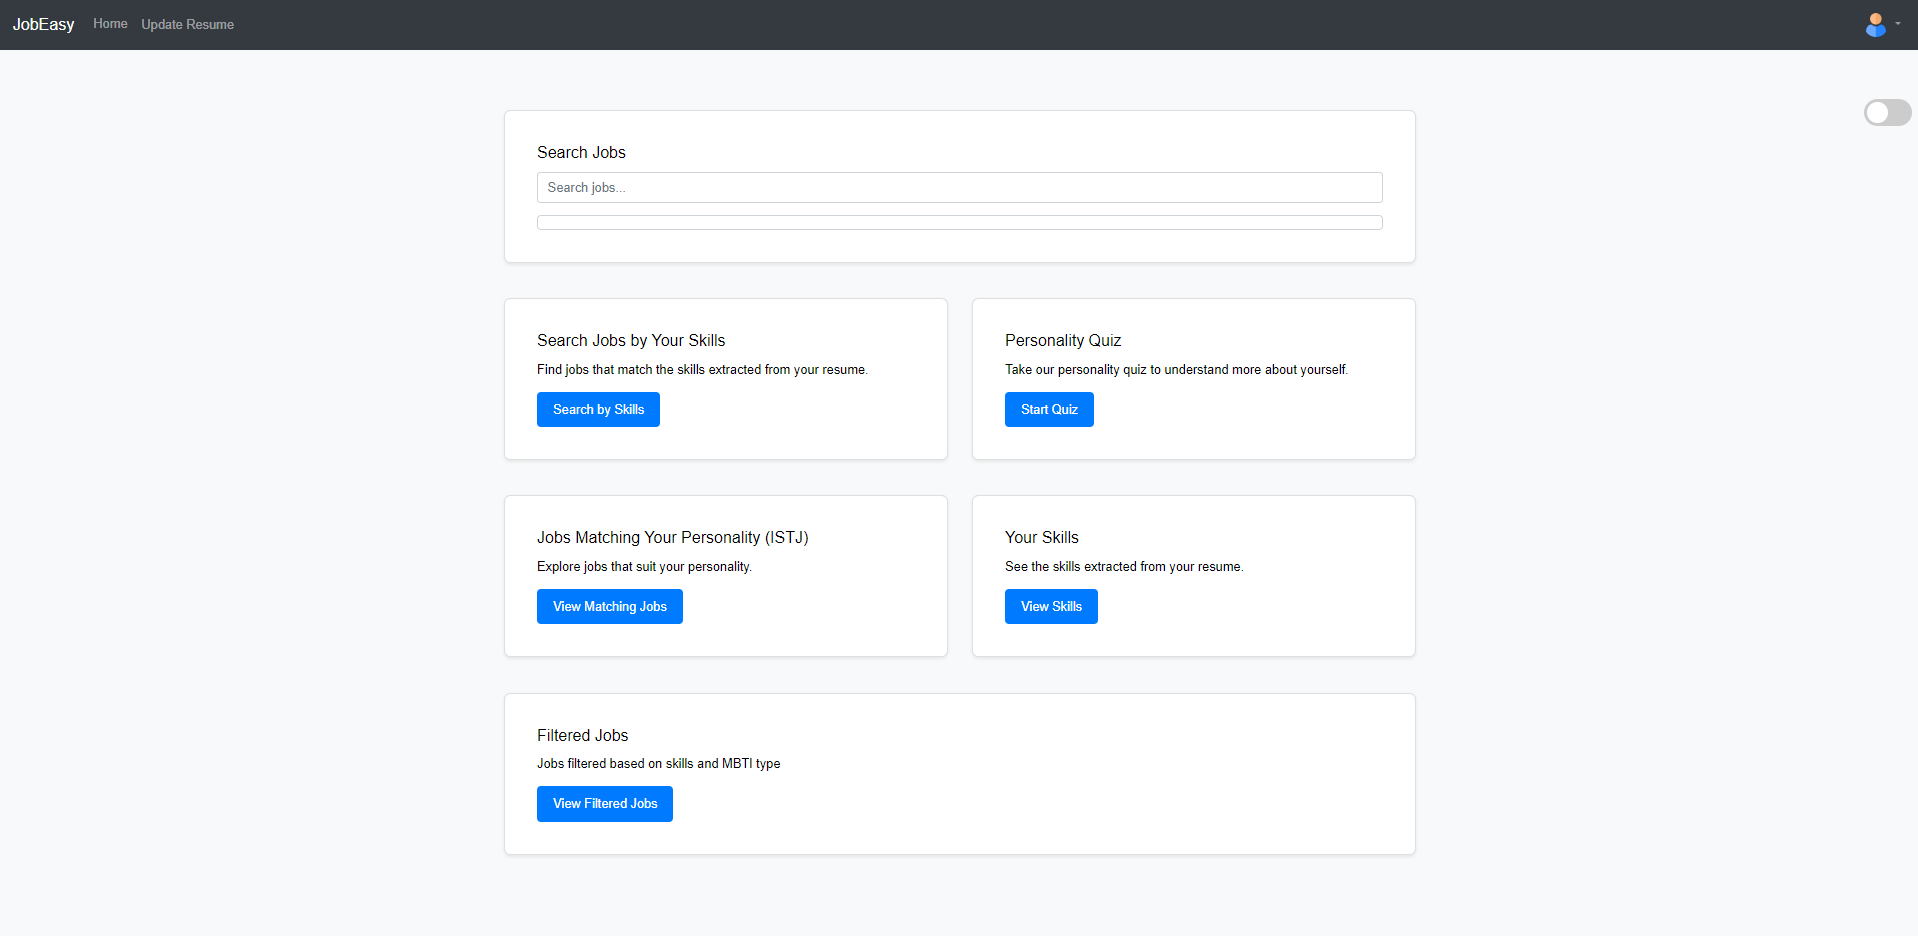 JobEasy Home Update Resume
Search Jobs
Search jobs...
Search Jobs by Your Skills
Find jobs that match the skills extracted from your resume.
Search by Skills
Personality Quiz
Take our personality quiz to understand more about yourself.
Start Quiz
Jobs Matching Your Personality (ISTJ)
Explore jobs that suit your personality.
View Matching Jobs
Your Skills
See the skills extracted from your resume.
View Skills
Filtered Jobs
Jobs filtered based on skills and MBTI type
View Filtered Jobs